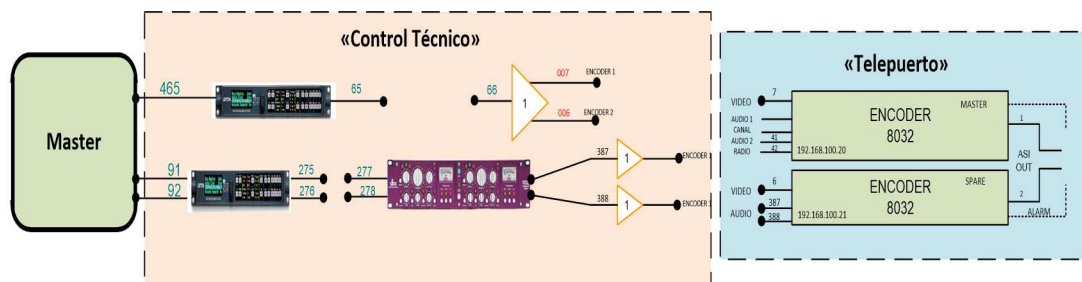 «Control Técnico»
«Telepuerto»
Master
465
65
66
007
ENCODER 1
006
ENCODER 2
1
91
92
275
276
277
278
387
1
ENCODER 1
388
1
ENCODER 1
VIDEO
7
AUDIO 1
CANAL
AUDIO 2
41
RADIO
42
ENCODER
8032
MASTER
192.168.100.20
1
ASI
OUT
VIDEO
6
387
AUDIO
388
ENCODER
8032
SPARE
192.168.100.21
2
ALARM